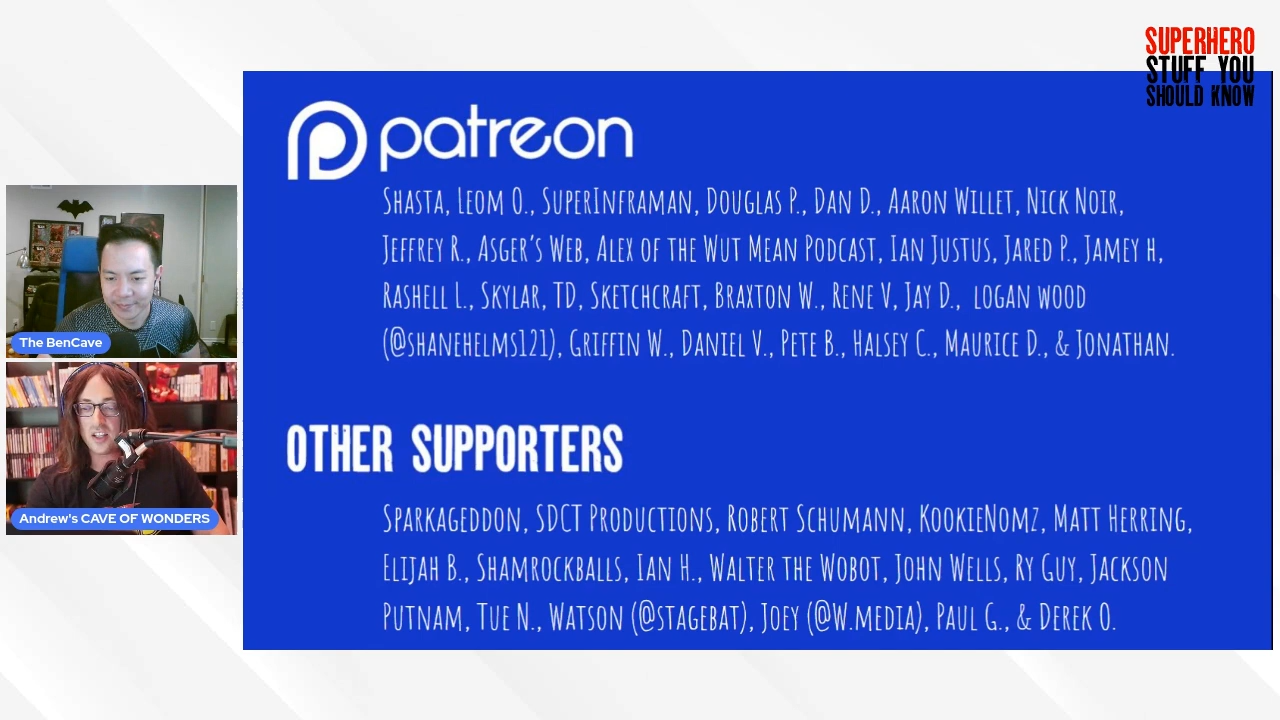 SUPERHERO
STUFF YOU
SHOULD KNOW
patreon
SHASTA, LEOM O., SUPERINFRAMAN, DOUGLAS P., DAN D., AARON WILLET, NICK NOIR,
JEFFREY R., ASGER'S WEB, ALEX OF THE WUT MEAN PODCAST, IAN JUSTUS, JARED P., JAMEY H,
RASHELL L., SKYLAR, TD, SKETCHCRAFT, BRAXTON W., RENE V, JAY D., LOGAN WOOD
(@SHANEHELMS121), GRIFFIN W., DANIEL V., PETE B., HALSEY C., MAURICE D., & JONATHAN.
OTHER SUPPORTERS
SPARKAGEDDON, SDCT PRODUCTIONS, ROBERT SCHUMANN, KOOKIENOMZ, MATT HERRING,
ELIJAH B., SHAMROCKBALLS, IAN H., WALTER THE WOBOT, JOHN WELLS, RY GUY, JACKSON
PUTNAM, TUE N., WATSON (@STAGEBAT), JOEY (@W.MEDIA), PAUL G., & DEREK O.
The BenCave
Andrew's CAVE OF WONDERS